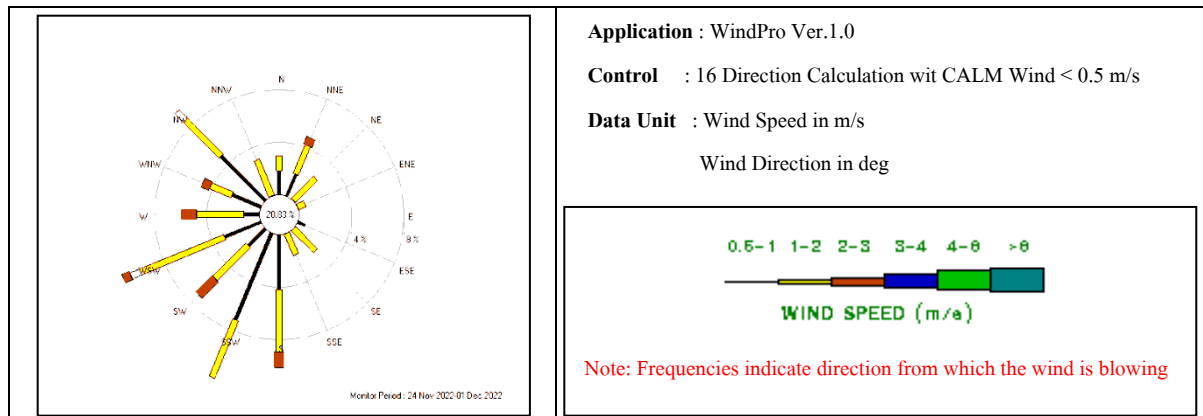 N
NNW
NNE
NW
NE
WNW
ENE
20.83 %
W
E
4 %
8 %
WSW
ESE
SW
SE
SSW
S
SSE
Monitor Period : 24 Nov 2022-01 Dec 2022
Application : WindPro Ver.1.0
Control : 16 Direction Calculation wit CALM Wind < 0.5 m/s
Data Unit : Wind Speed in m/s
Wind Direction in deg
0.5-1 1-2 2-3 3-4 4-6 >6
WIND SPEED (m/s)
Note: Frequencies indicate direction from which the wind is blowing